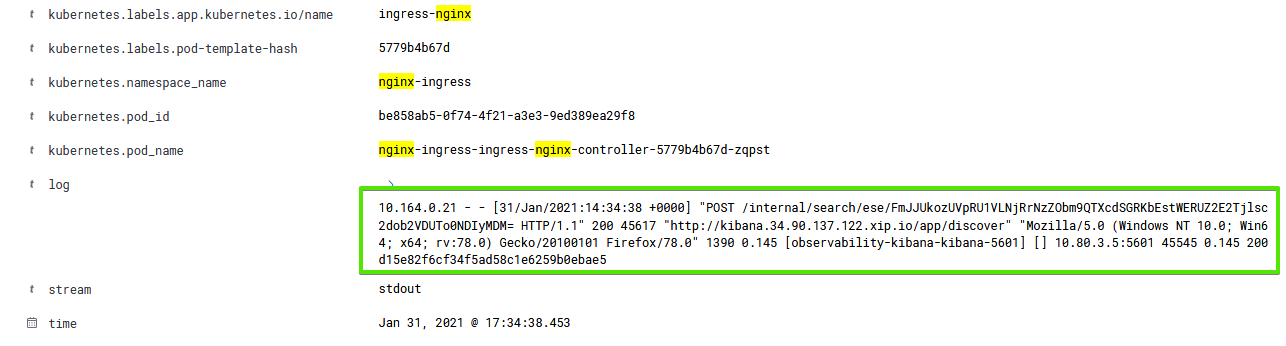 t kubernetes.labels.app.kubernetes.io/name ingress-nginx
t kubernetes.labels.pod-template-hash 5779b4b67d
t kubernetes.namespace_name nginx-ingress
t kubernetes.pod_id be858ab5-0f74-4f21-a3e3-9ed389ea29f8
t kubernetes.pod_name nginx-ingress-ingress-nginx-controller-5779b4b67d-zqpst
t log
10.164.0.21 - - [31/Jan/2021:14:34:38 +0000] "POST /internal/search/ese/FmJJUkozUVpRU1VLNjRrNzZObm9QTXcdSGRKbEstWERUZ2E2Tjlsc
2dob2VDUTo0NDIyMDM= HTTP/1.1" 200 45617 "http://kibana.34.90.137.122.xip.io/app/discover" "Mozilla/5.0 (Windows NT 10.0; Win6
4; x64; rv:78.0) Gecko/20100101 Firefox/78.0" 1390 0.145 [observability-kibana-kibana-5601] [] 10.80.3.5:5601 45545 0.145 200
d15e82f6cf34f5ad58c1e6259b0ebae5
t stream stdout
time Jan 31, 2021 @ 17:34:38.453